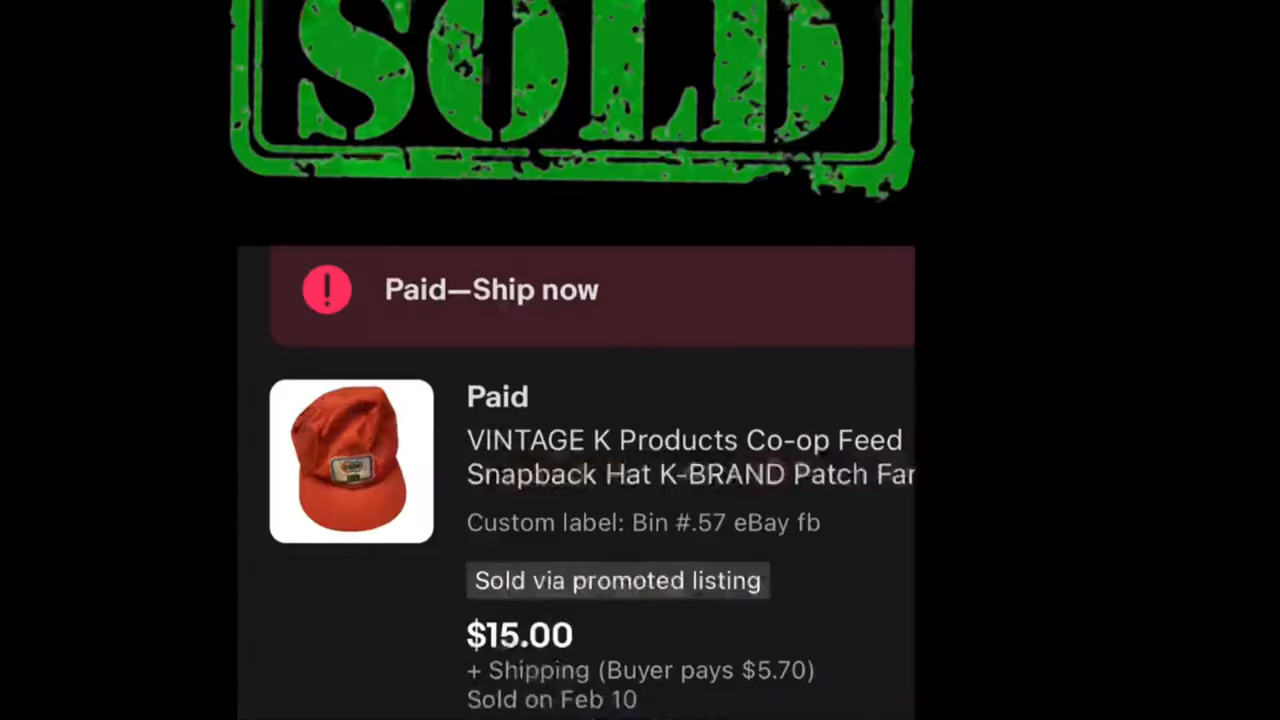 SOLD
Paid—Ship now
Paid
VINTAGE K Products Co-op Feed
Snapback Hat K-BRAND Patch Far
Custom label: Bin #.57 eBay fb
Sold via promoted listing
$15.00
+ Shipping (Buyer pays $5.70)
Sold on Feb 10